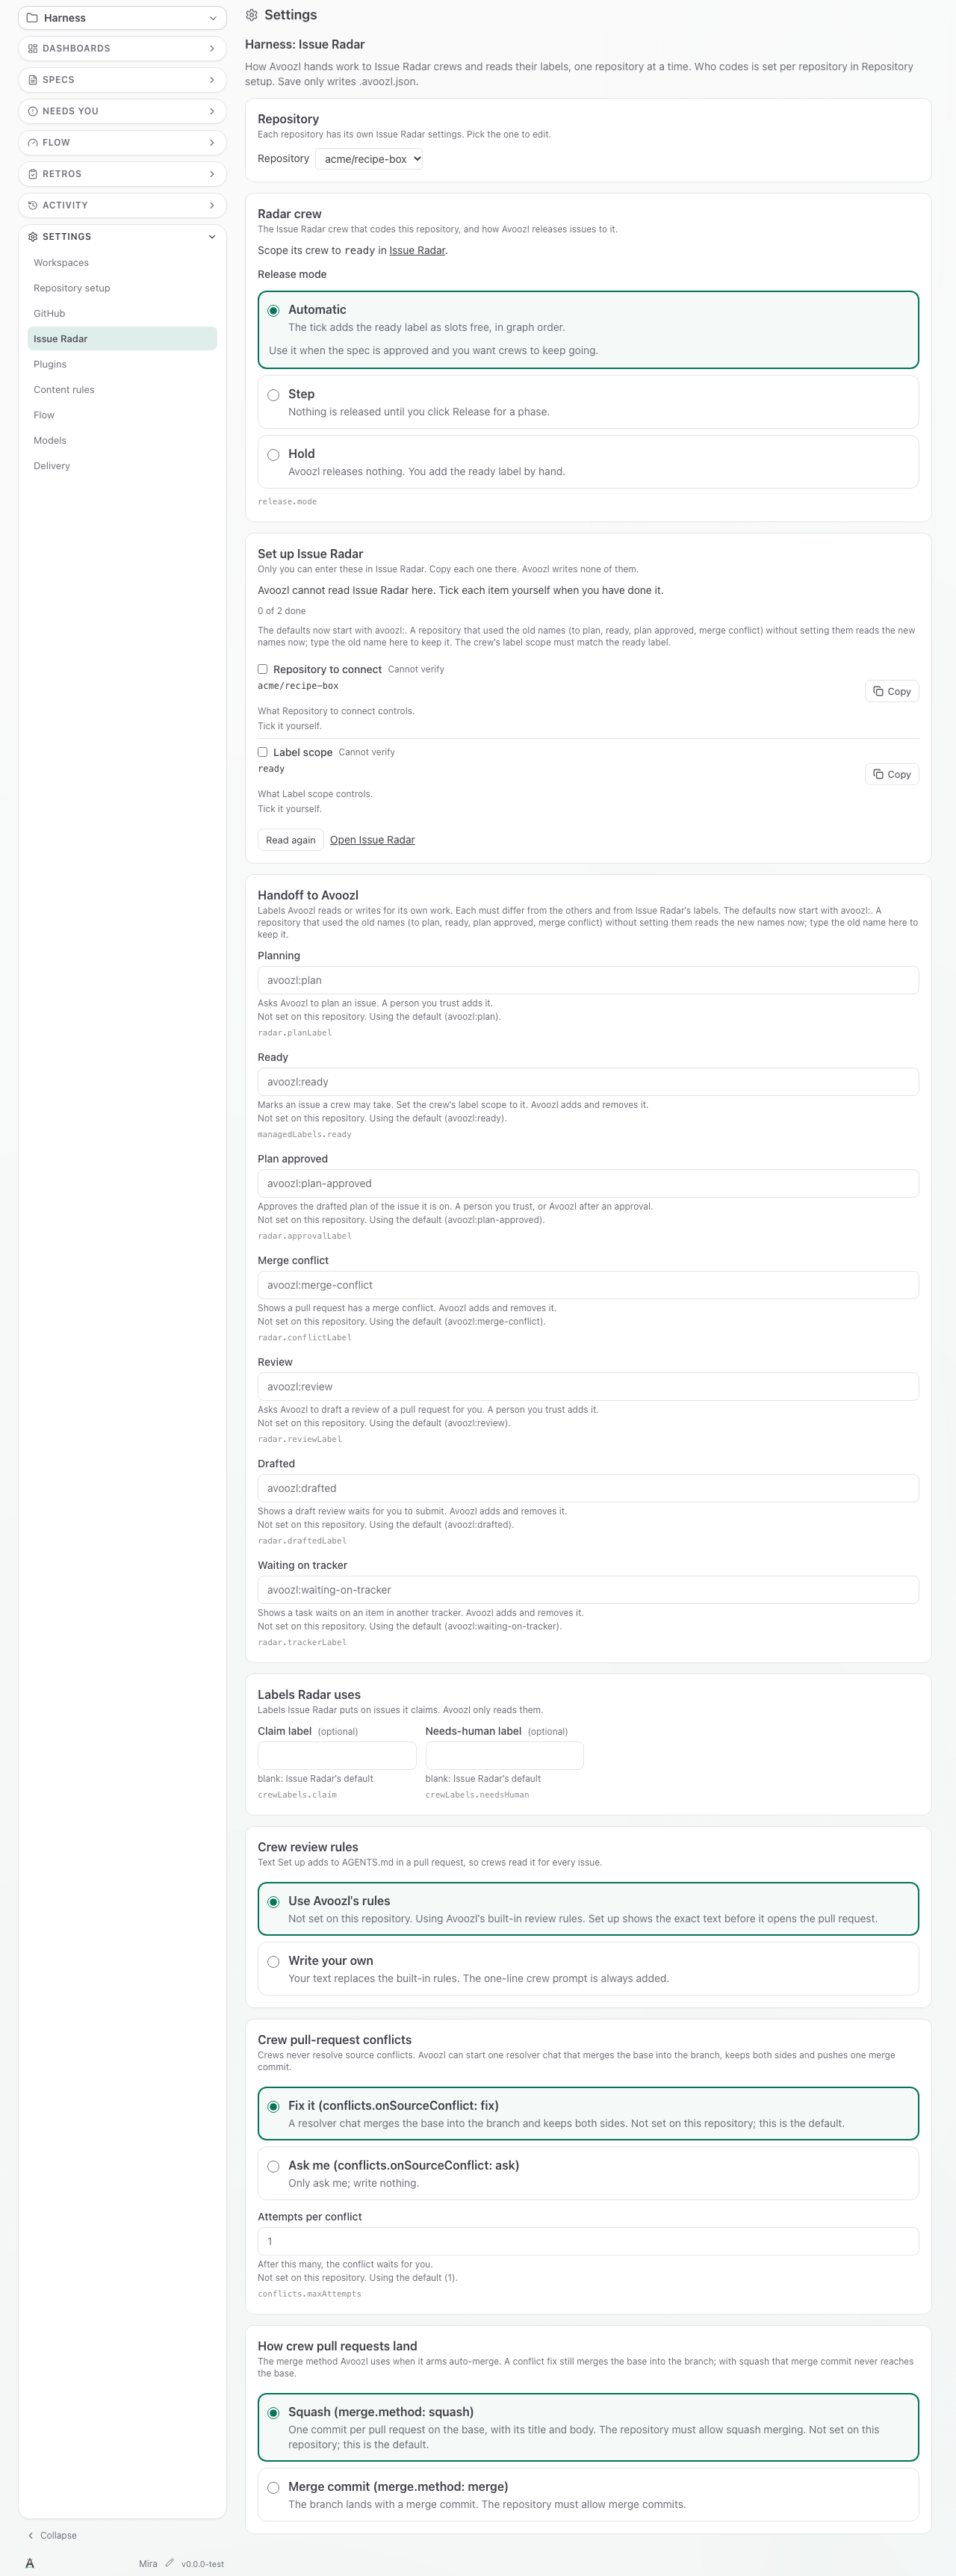 Harness
DASHBOARDS
SPECS
NEEDS YOU
FLOW
RETROS
ACTIVITY
SETTINGS
Workspaces
Repository setup
GitHub
Issue Radar
Plugins
Content rules
Flow
Models
Delivery
Collapse
A
Mira
v0.0.0-test
Settings
Harness: Issue Radar
How Avoozl hands work to Issue Radar crews and reads their labels, one repository at a time. Who codes is set per repository in Repository
setup. Save only writes .avoozl.json.
Repository
Each repository has its own Issue Radar settings. Pick the one to edit.
Repository acme/recipe-box
Radar crew
The Issue Radar crew that codes this repository, and how Avoozl releases issues to it.
Scope its crew to ready in Issue Radar.
Release mode
Automatic
The tick adds the ready label as slots free, in graph order.
Use it when the spec is approved and you want crews to keep going.
Step
Nothing is released until you click Release for a phase.
Hold
Avoozl releases nothing. You add the ready label by hand.
release.mode
Set up Issue Radar
Only you can enter these in Issue Radar. Copy each one there. Avoozl writes none of them.
Avoozl cannot read Issue Radar here. Tick each item yourself when you have done it.
0 of 2 done
The defaults now start with avoozl:. A repository that used the old names (to plan, ready, plan approved, merge conflict) without setting them reads the new
names now; type the old name here to keep it. The crew's label scope must match the ready label.
Repository to connect Cannot verify
acme/recipe-box
Copy
What Repository to connect controls.
Tick it yourself.
Label scope Cannot verify
ready
Copy
What Label scope controls.
Tick it yourself.
Read again Open Issue Radar
Handoff to Avoozl
Labels Avoozl reads or writes for its own work. Each must differ from the others and from Issue Radar's labels. The defaults now start with avoozl:. A
repository that used the old names (to plan, ready, plan approved, merge conflict) without setting them reads the new names now; type the old name here to
keep it.
Planning
avoozl:plan
Asks Avoozl to plan an issue. A person you trust adds it.
Not set on this repository. Using the default (avoozl:plan).
radar.planLabel
Ready
avoozl:ready
Marks an issue a crew may take. Set the crew's label scope to it. Avoozl adds and removes it.
Not set on this repository. Using the default (avoozl:ready).
managedLabels.ready
Plan approved
avoozl:plan-approved
Approves the drafted plan of the issue it is on. A person you trust, or Avoozl after an approval.
Not set on this repository. Using the default (avoozl:plan-approved).
radar.approvalLabel
Merge conflict
avoozl:merge-conflict
Shows a pull request has a merge conflict. Avoozl adds and removes it.
Not set on this repository. Using the default (avoozl:merge-conflict).
radar.conflictLabel
Review
avoozl:review
Asks Avoozl to draft a review of a pull request for you. A person you trust adds it.
Not set on this repository. Using the default (avoozl:review).
radar.reviewLabel
Drafted
avoozl:drafted
Shows a draft review waits for you to submit. Avoozl adds and removes it.
Not set on this repository. Using the default (avoozl:drafted).
radar.draftedLabel
Waiting on tracker
avoozl:waiting-on-tracker
Shows a task waits on an item in another tracker. Avoozl adds and removes it.
Not set on this repository. Using the default (avoozl:waiting-on-tracker).
radar.trackerLabel
Labels Radar uses
Labels Issue Radar puts on issues it claims. Avoozl only reads them.
Claim label (optional) Needs-human label (optional)
blank: Issue Radar's default blank: Issue Radar's default
crewLabels.claim crewLabels.needsHuman
Crew review rules
Text Set up adds to AGENTS.md in a pull request, so crews read it for every issue.
Use Avoozl's rules
Not set on this repository. Using Avoozl's built-in review rules. Set up shows the exact text before it opens the pull request.
Write your own
Your text replaces the built-in rules. The one-line crew prompt is always added.
Crew pull-request conflicts
Crews never resolve source conflicts. Avoozl can start one resolver chat that merges the base into the branch, keeps both sides and pushes one merge
commit.
Fix it (conflicts.onSourceConflict: fix)
A resolver chat merges the base into the branch and keeps both sides. Not set on this repository; this is the default.
Ask me (conflicts.onSourceConflict: ask)
Only ask me; write nothing.
Attempts per conflict
1
After this many, the conflict waits for you.
Not set on this repository. Using the default (1).
conflicts.maxAttempts
How crew pull requests land
The merge method Avoozl uses when it arms auto-merge. A conflict fix still merges the base into the branch; with squash that merge commit never reaches
the base.
Squash (merge.method: squash)
One commit per pull request on the base, with its title and body. The repository must allow squash merging. Not set on this
repository; this is the default.
Merge commit (merge.method: merge)
The branch lands with a merge commit. The repository must allow merge commits.